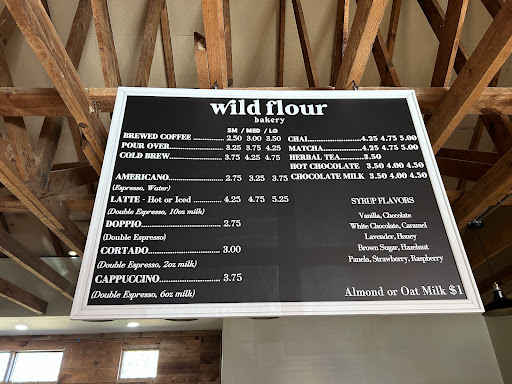 wild flour
bakery
SM / MED / LG
BREWED COFFEE .............. 2.50 3.00 3.50
POUR OVER................... 3.25 3.75 4.25
COLD BREW................... 3.75 4.25 4.75
AMERICANO................... 2.75 3.25 3.75
(Espresso, Water)
LATTE - Hot or Iced ........ 4.25 4.75 5.25
(Double Espresso, 10oz milk)
DOPPIO...................... 2.75
(Double Espresso)
CORTADO..................... 3.00
(Double Espresso, 2oz milk)
CAPPUCCINO.................. 3.75
(Double Espresso, 6oz milk)
CHAI........................ 4.25 4.75 5.00
MATCHA...................... 4.25 4.75 5.00
HERBAL TEA..............3.50
HOT CHOCOLATE 3.50 4.00 4.50
CHOCOLATE MILK 3.50 4.00 4.50
SYRUP FLAVORS
Vanilla, Chocolate
White Chocolate, Caramel
Lavender, Honey
Brown Sugar, Hazelnut
Panela, Strawberry, Raspberry
Almond or Oat Milk $1